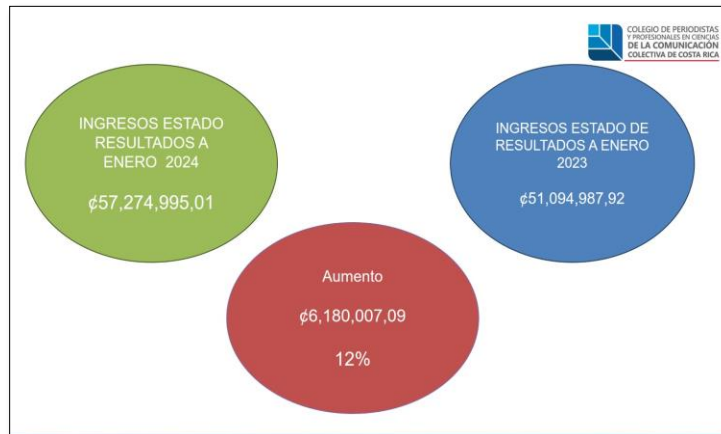 COLEGIO DE PERIODISTAS
Y PROFESIONALES EN CIENCIAS
DE LA COMUNICACIÓN
COLECTIVA DE COSTA RICA
INGRESOS ESTADO
RESULTADOS A
ENERO 2024
¢57,274,995,01
INGRESOS ESTADO DE
RESULTADOS A ENERO
2023
¢51,094,987,92
Aumento
¢6,180,007,09
12%